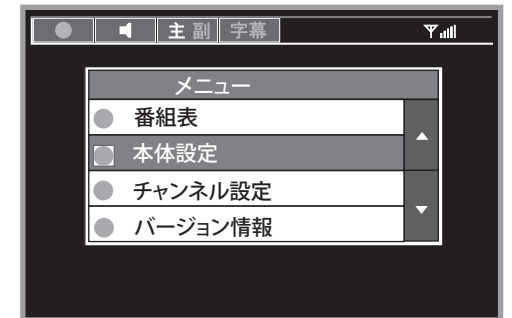 主 副 字幕
メニュー
番組表
本体設定
チャンネル設定
バージョン情報